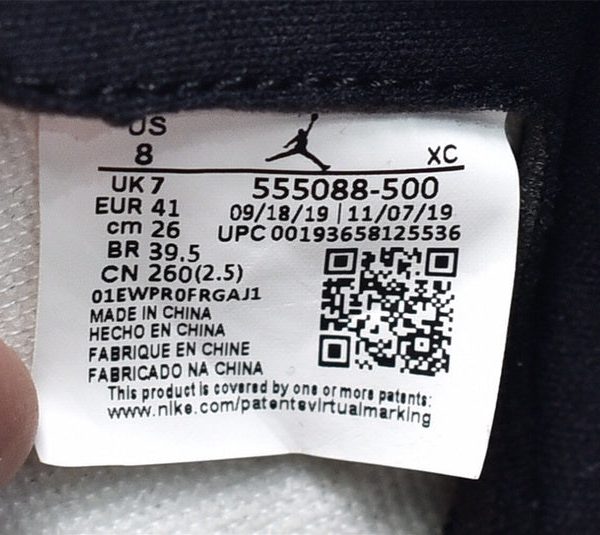 US
8 XC
UK 7 555088-500
EUR 41 09/18/19 | 11/07/19
cm 26 UPC 00193658125536
BR 39.5
CN 260(2.5)
01EWPR0FRGAJ1
MADE IN CHINA
HECHO EN CHINA
FABRIQUE EN CHINE
FABRICADO NA CHINA
This product is covered by one or more patents:
www.nike.com/patentsvirtualmarking